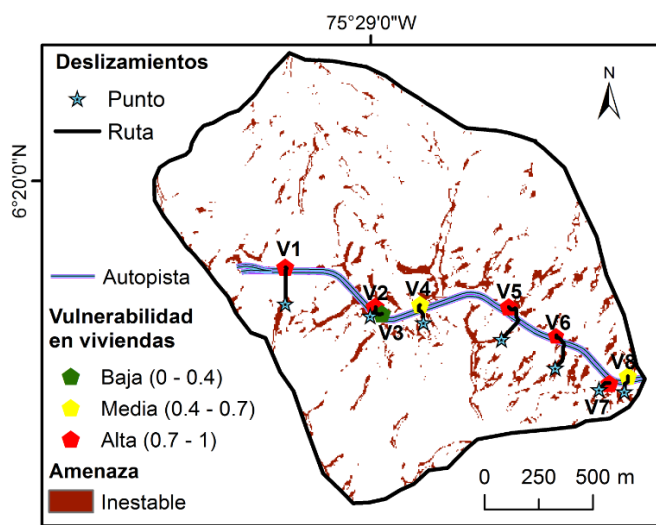 75°29'0"W
6°20'0"N
Deslizamientos
Punto
Ruta
N
Autopista
Vulnerabilidad
en viviendas
Baja (0 - 0.4)
Media (0.4 - 0.7)
Alta (0.7 - 1)
Amenaza
Inestable
V1
V2
V3
V4
V5
V6
V7
V8
0 250 500 m